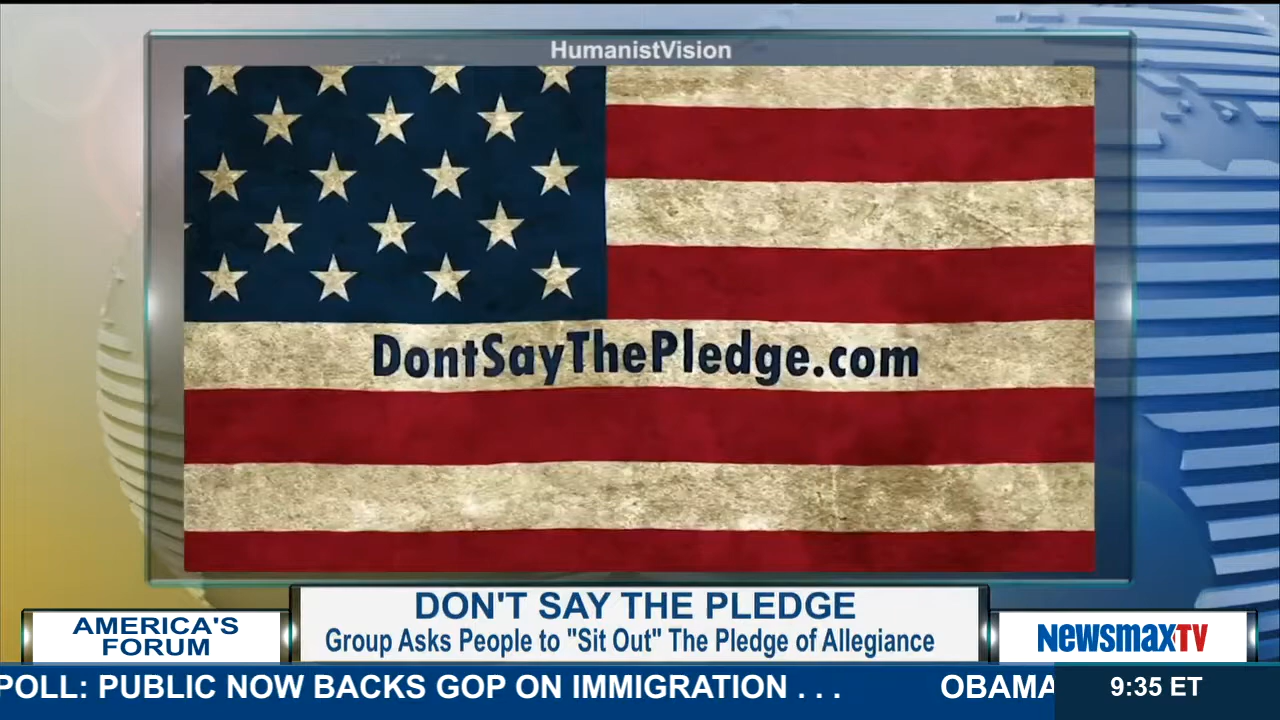 HumanistVision
DontSayThePledge.com
DON'T SAY THE PLEDGE
Group Asks People to "Sit Out" The Pledge of Allegiance
AMERICA'S
FORUM
NEWSMAXTV
POLL: PUBLIC NOW BACKS GOP ON IMMIGRATION . . . OBAMA
9:35 ET